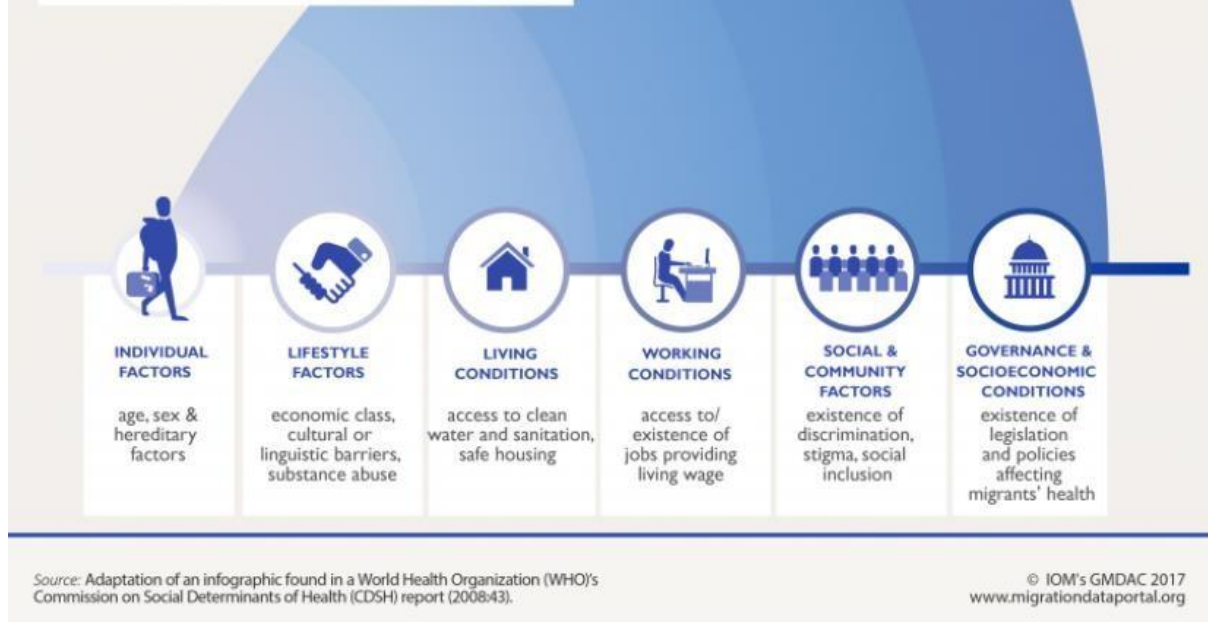 INDIVIDUAL
FACTORS
age, sex &
hereditary
factors
LIFESTYLE
FACTORS
economic class,
cultural or
linguistic barriers,
substance abuse
LIVING
CONDITIONS
access to clean
water and sanitation,
safe housing
WORKING
CONDITIONS
access to/
existence of
jobs providing
living wage
SOCIAL &
COMMUNITY
FACTORS
existence of
discrimination,
stigma, social
inclusion
GOVERNANCE &
SOCIOECONOMIC
CONDITIONS
existence of
legislation
and policies
affecting
migrants' health
Source: Adaptation of an infographic found in a World Health Organization (WHO)'s
Commission on Social Determinants of Health (CDSH) report (2008:43).
© IOM's GMDAC 2017
www.migrationdataportal.org